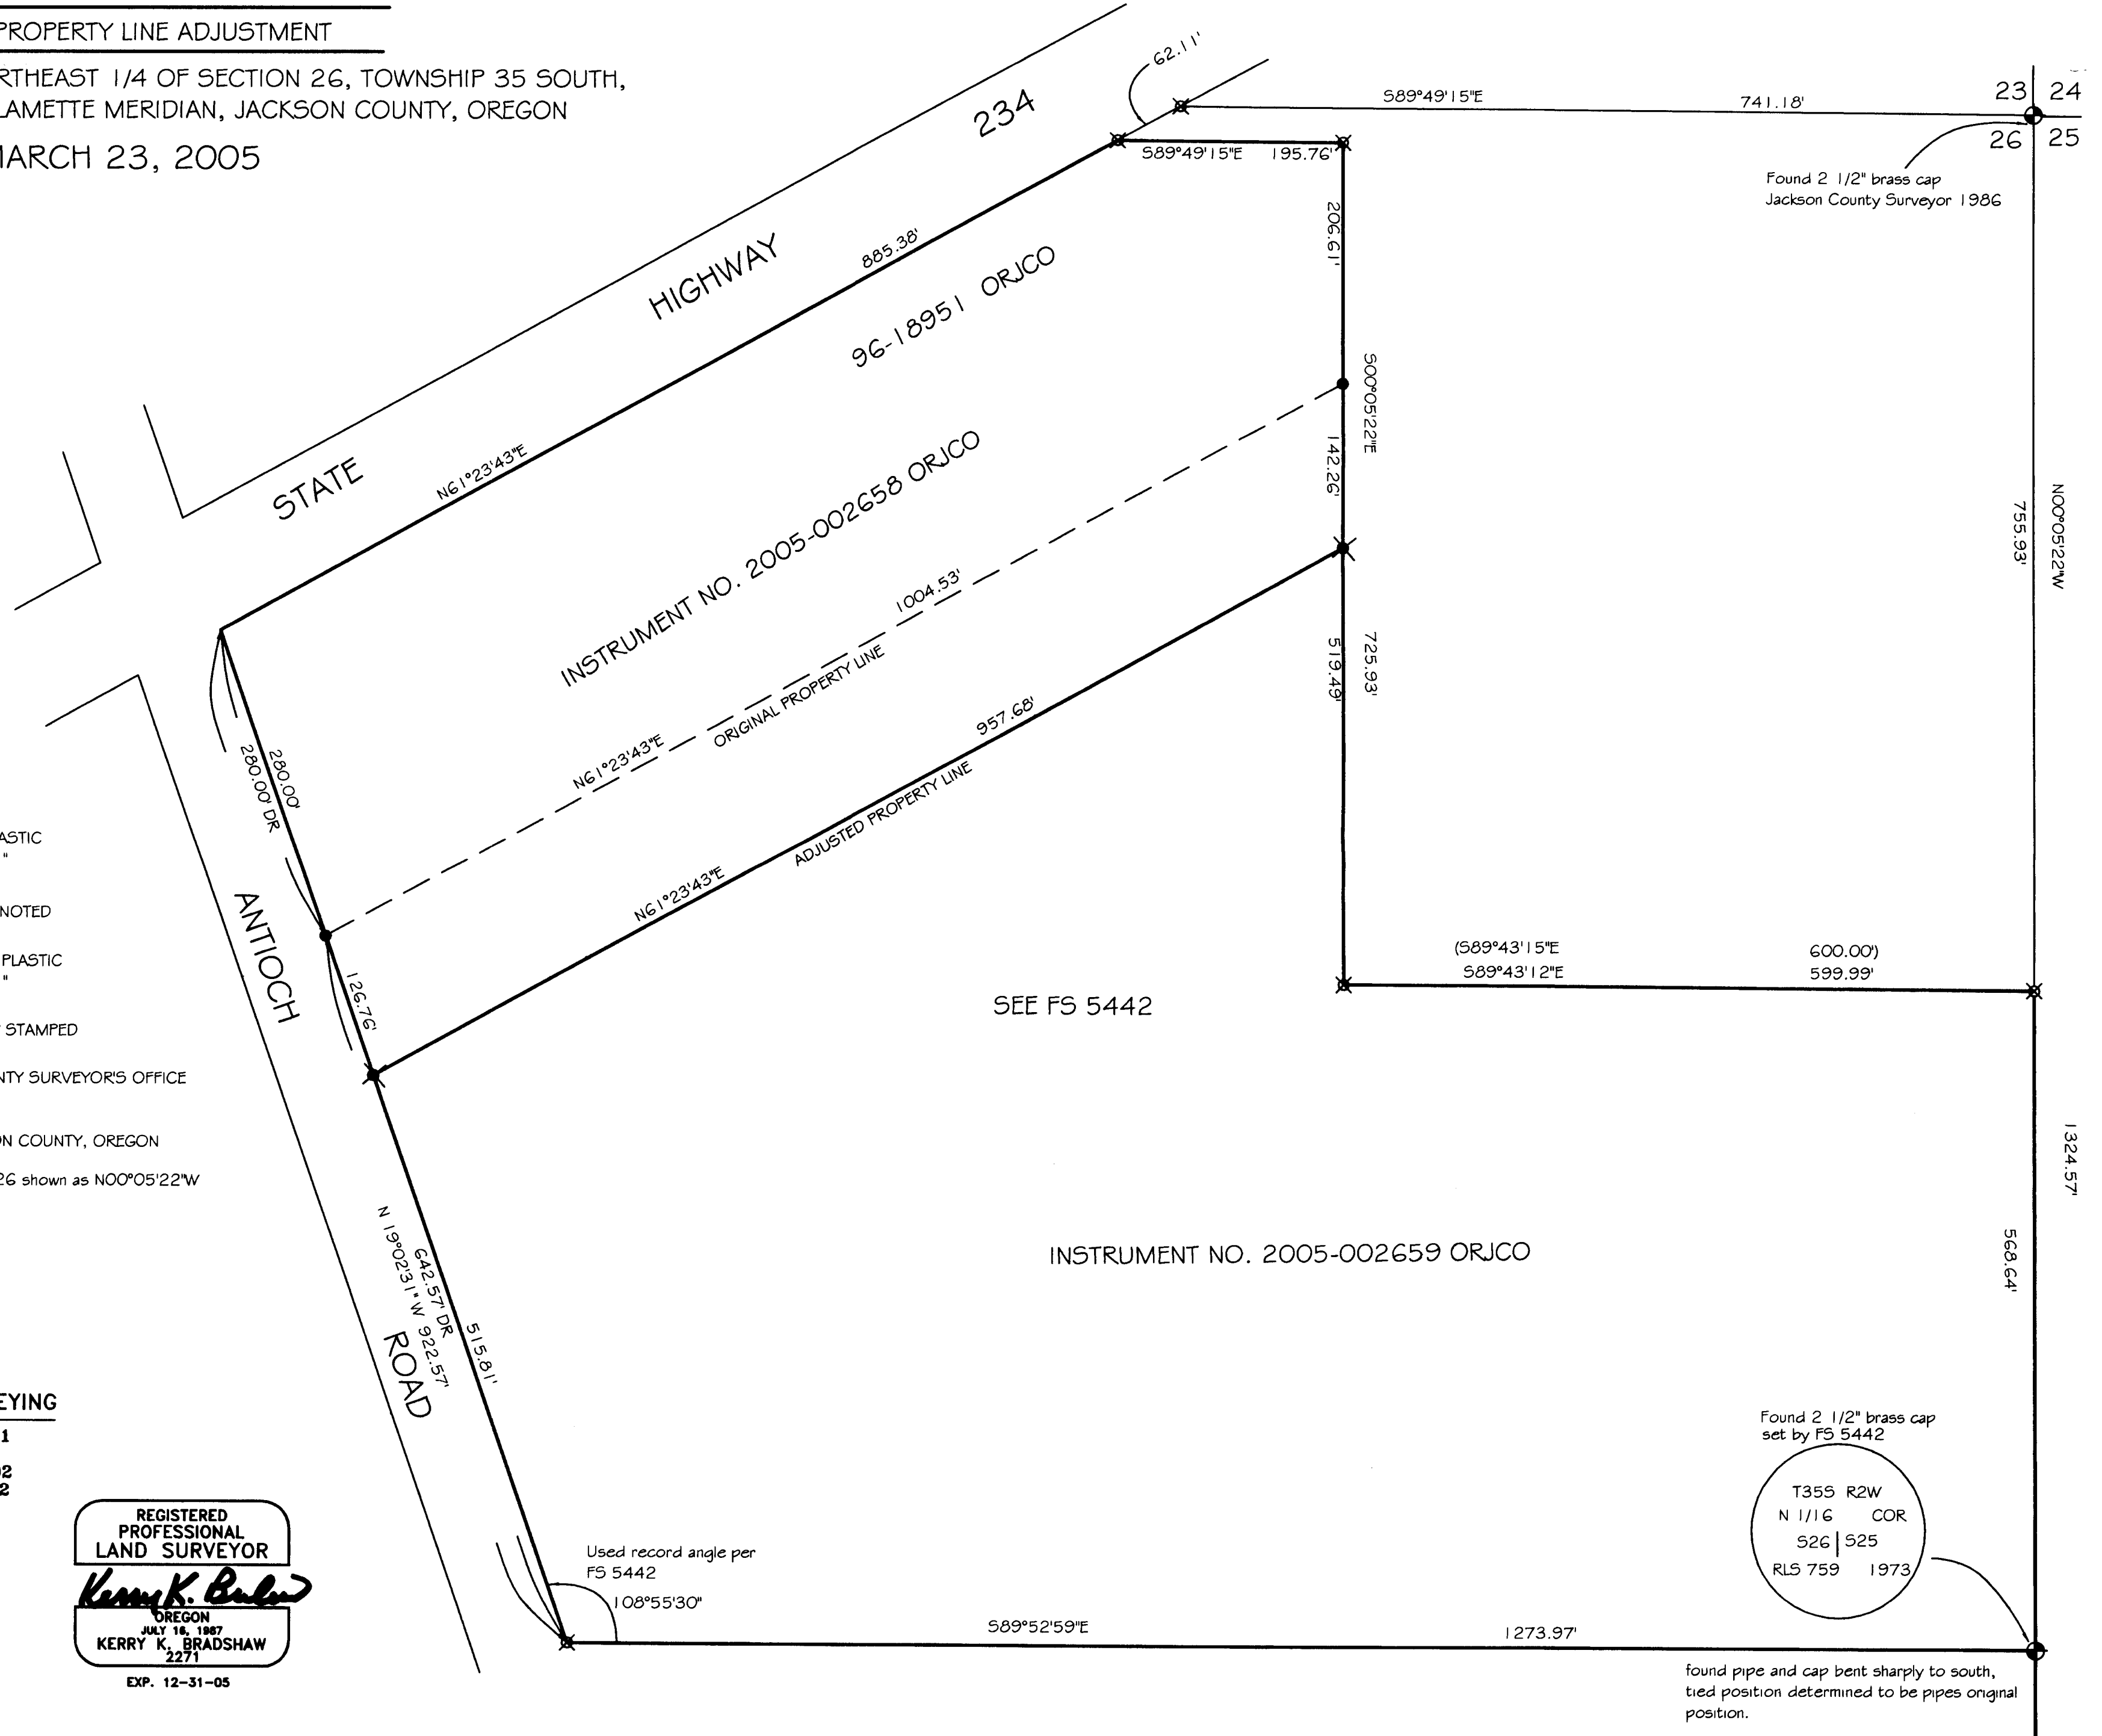 PROPERTY LINE ADJUSTMENT
RTHEAST 1/4 OF SECTION 26, TOWNSHIP 35 SOUTH,
LAMETTE MERIDIAN, JACKSON COUNTY, OREGON
MARCH 23, 2005
62.11'
S89°49'15"E
741.18'
23
24
26
25
S89°49'15"E
195.76'
Found 2 1/2" brass cap
Jackson County Surveyor 1986
STATE
HIGHWAY
234
N61°23'43"E
885.38'
96-18951 ORJCO
206.61'
S00°05'22"E
142.26'
INSTRUMENT NO. 2005-002658 ORJCO
N61°23'43"E
1004.53'
ORIGINAL PROPERTY LINE
N61°23'43"E
957.68'
ADJUSTED PROPERTY LINE
519.49'
725.93'
755.93'
N00°05'22"W
280.00'
280.00' DR
126.76'
ANTIOCH
ASTIC
"
NOTED
PLASTIC
"
STAMPED
NTY SURVEYOR'S OFFICE
ON COUNTY, OREGON
26 shown as N00°05'22"W
(S89°43'15"E
600.00')
S89°43'12"E
599.99'
SEE FS 5442
1324.57'
568.64'
INSTRUMENT NO. 2005-002659 ORJCO
N 19°02'31" W 922.57'
642.57' DR
515.81'
ROAD
EYING
1
02
2
REGISTERED
PROFESSIONAL
LAND SURVEYOR
Kerry K. Bradshaw
OREGON
JULY 16, 1987
KERRY K. BRADSHAW
2271
EXP. 12-31-05
Used record angle per
FS 5442
108°55'30"
S89°52'59"E
1273.97'
Found 2 1/2" brass cap
set by FS 5442
T35S R2W
N 1/16 COR
S26 | S25
RLS 759 1973
found pipe and cap bent sharply to south,
tied position determined to be pipes original
position.